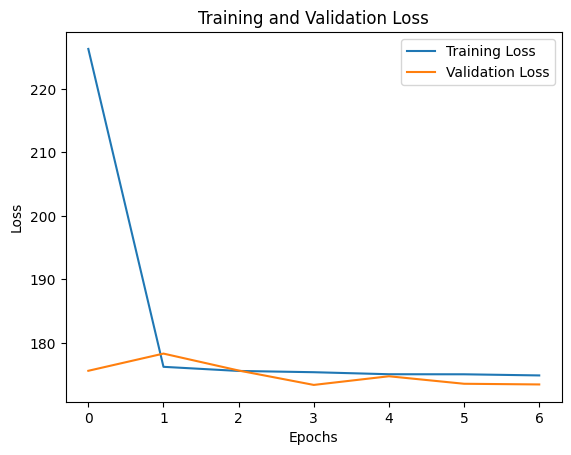 Training and Validation Loss
Training Loss
Validation Loss
220
210
200
190
180
Loss
0 1 2 3 4 5 6
Epochs